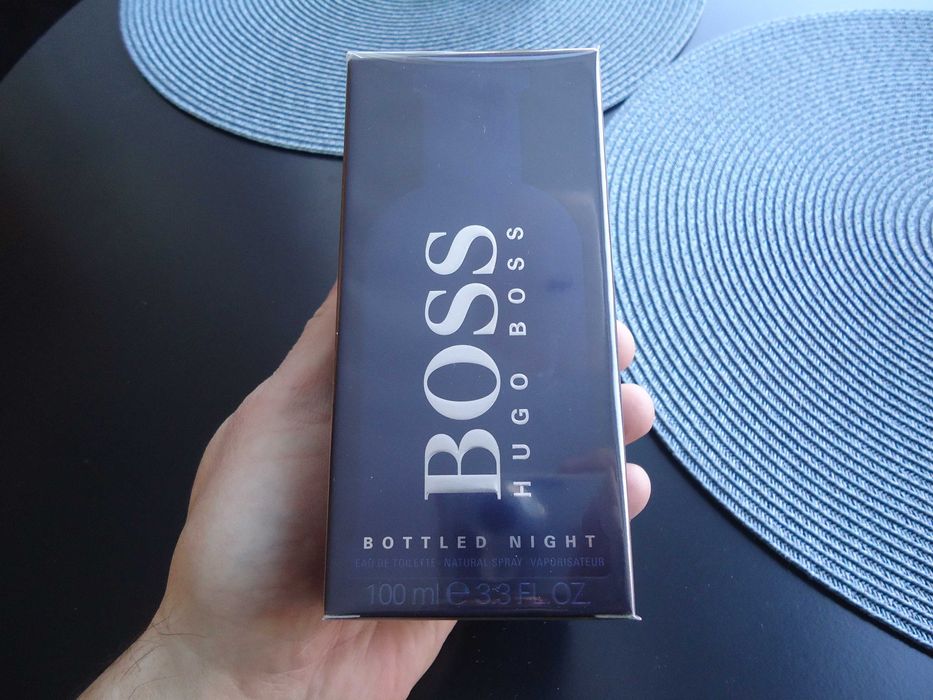 BOSS
HUGO BOSS
BOTTLED NIGHT
EAU DE TOILETTE NATURAL SPRAY VAPORISATEUR
100 ml ℮ 3.3 FL. OZ.